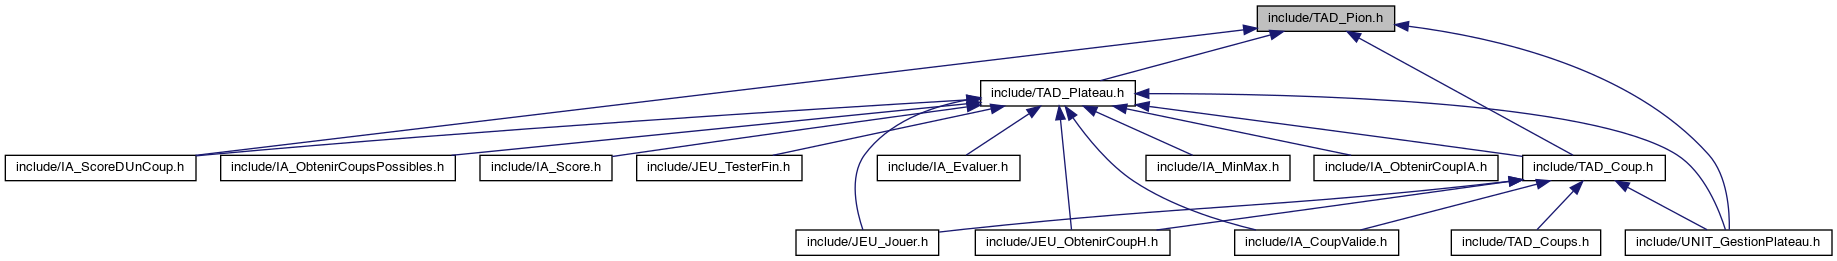 include/TAD_Pion.h
include/TAD_Plateau.h
include/IA_ScoreDUnCoup.h
include/IA_ObtenirCoupsPossibles.h
include/IA_Score.h
include/JEU_TesterFin.h
include/IA_Evaluer.h
include/IA_MinMax.h
include/IA_ObtenirCoupIA.h
include/TAD_Coup.h
include/JEU_Jouer.h
include/JEU_ObtenirCoupH.h
include/IA_CoupValide.h
include/TAD_Coups.h
include/UNIT_GestionPlateau.h